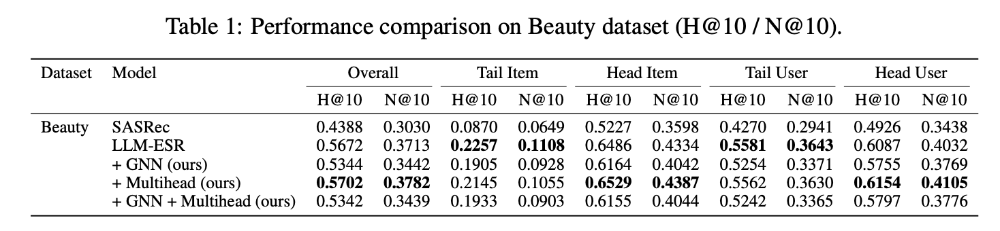 Table 1: Performance comparison on Beauty dataset (H@10 / N@10).
Dataset Model Overall Tail Item Head Item Tail User Head User
H@10 N@10 H@10 N@10 H@10 N@10 H@10 N@10 H@10 N@10
Beauty SASRec 0.4388 0.3030 0.0870 0.0649 0.5227 0.3598 0.4270 0.2941 0.4926 0.3438
LLM-ESR 0.5672 0.3713 0.2257 0.1108 0.6486 0.4334 0.5581 0.3643 0.6087 0.4032
+ GNN (ours) 0.5344 0.3442 0.1905 0.0928 0.6164 0.4042 0.5254 0.3371 0.5755 0.3769
+ Multihead (ours) 0.5702 0.3782 0.2145 0.1055 0.6529 0.4387 0.5562 0.3630 0.6154 0.4105
+ GNN + Multihead (ours) 0.5342 0.3439 0.1933 0.0903 0.6155 0.4044 0.5242 0.3365 0.5797 0.3776